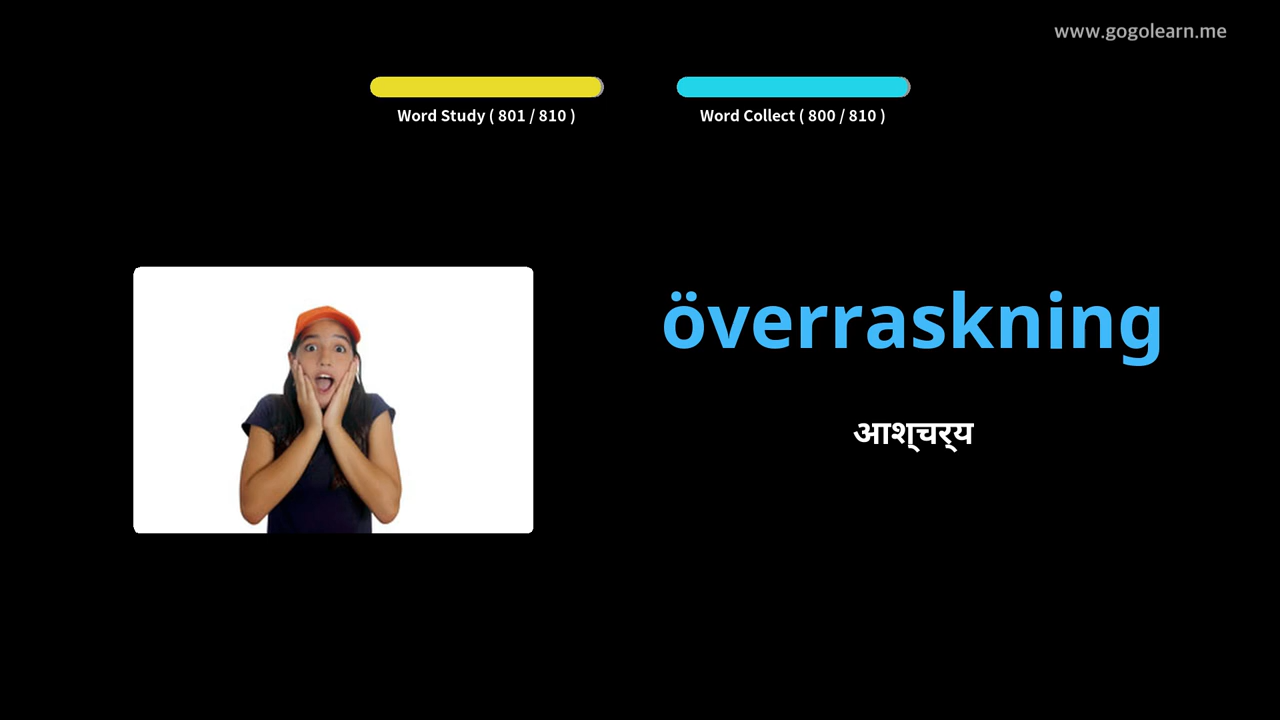 www.gogolearn.me
Word Study ( 801 / 810 )
Word Collect ( 800 / 810 )
överraskning
आश्चर्य